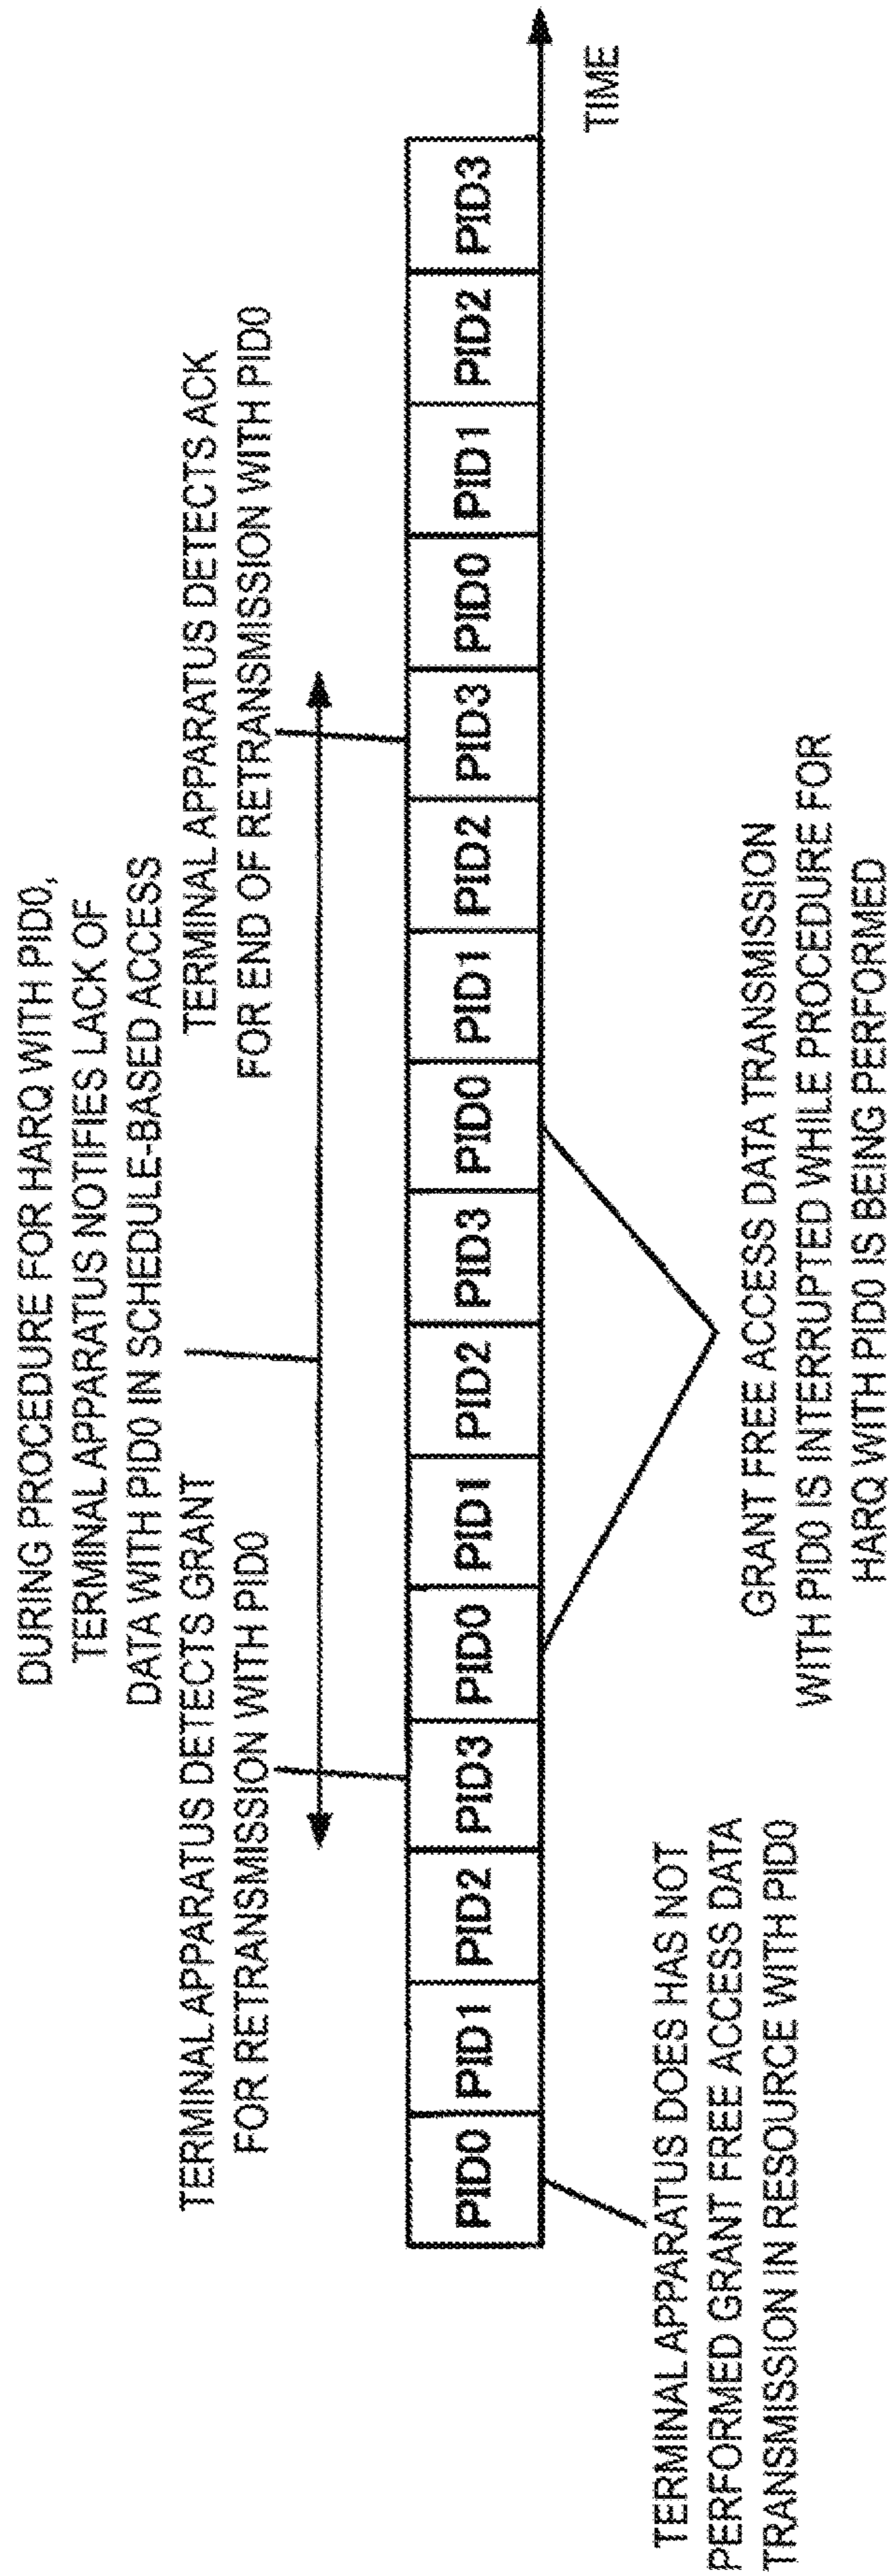 DURING PROCEDURE FOR HARQ WITH PID0,
TERMINAL APPARATUS NOTIFIES LACK OF
DATA WITH PID0 IN SCHEDULE-BASED ACCESS
TERMINAL APPARATUS DETECTS GRANT
FOR RETRANSMISSION WITH PID0
TERMINAL APPARATUS DETECTS ACK
FOR END OF RETRANSMISSION WITH PID0
PID0 PID1 PID2 PID3 PID0 PID1 PID2 PID3 PID0 PID1 PID2 PID3 PID0 PID1 PID2 PID3
TIME
TERMINAL APPARATUS DOES HAS NOT
PERFORMED GRANT FREE ACCESS DATA
TRANSMISSION IN RESOURCE WITH PID0
GRANT FREE ACCESS DATA TRANSMISSION
WITH PID0 IS INTERRUPTED WHILE PROCEDURE FOR
HARQ WITH PID0 IS BEING PERFORMED